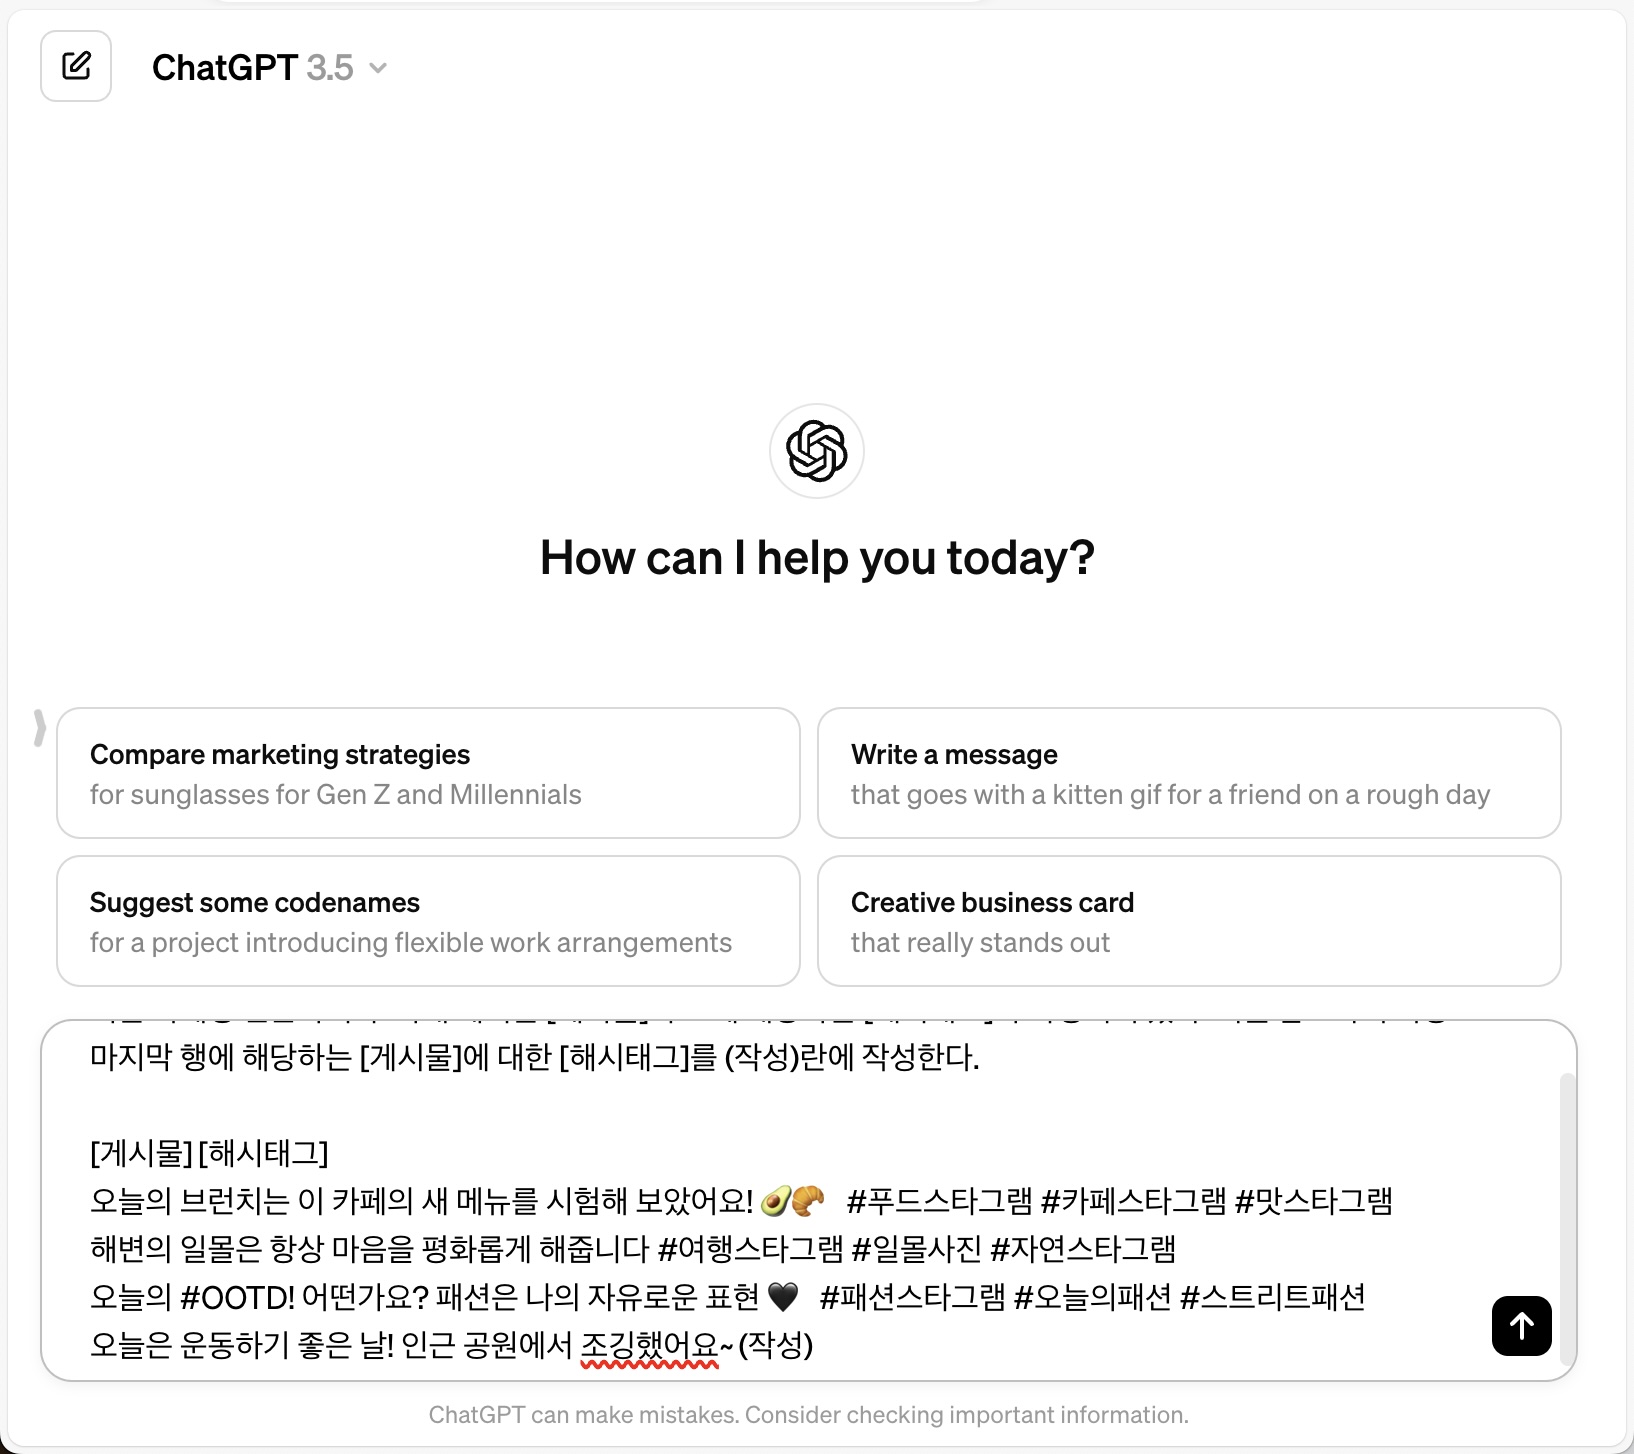 ChatGPT 3.5
How can I help you today?
Compare marketing strategies
for sunglasses for Gen Z and Millennials
Write a message
that goes with a kitten gif for a friend on a rough day
Suggest some codenames
for a project introducing flexible work arrangements
Creative business card
that really stands out
마지막 행에 해당하는 [게시물]에 대한 [해시태그]를 (작성)란에 작성한다.
[게시물] [해시태그]
오늘의 브런치는 이 카페의 새 메뉴를 시험해 보았어요! 🥑🥐 #푸드스타그램 #카페스타그램 #맛스타그램
해변의 일몰은 항상 마음을 평화롭게 해줍니다 #여행스타그램 #일몰사진 #자연스타그램
오늘의 #OOTD! 어떤가요? 패션은 나의 자유로운 표현 🖤 #패션스타그램 #오늘의패션 #스트리트패션
오늘은 운동하기 좋은 날! 인근 공원에서 조깅했어요~ (작성)
ChatGPT can make mistakes. Consider checking important information.